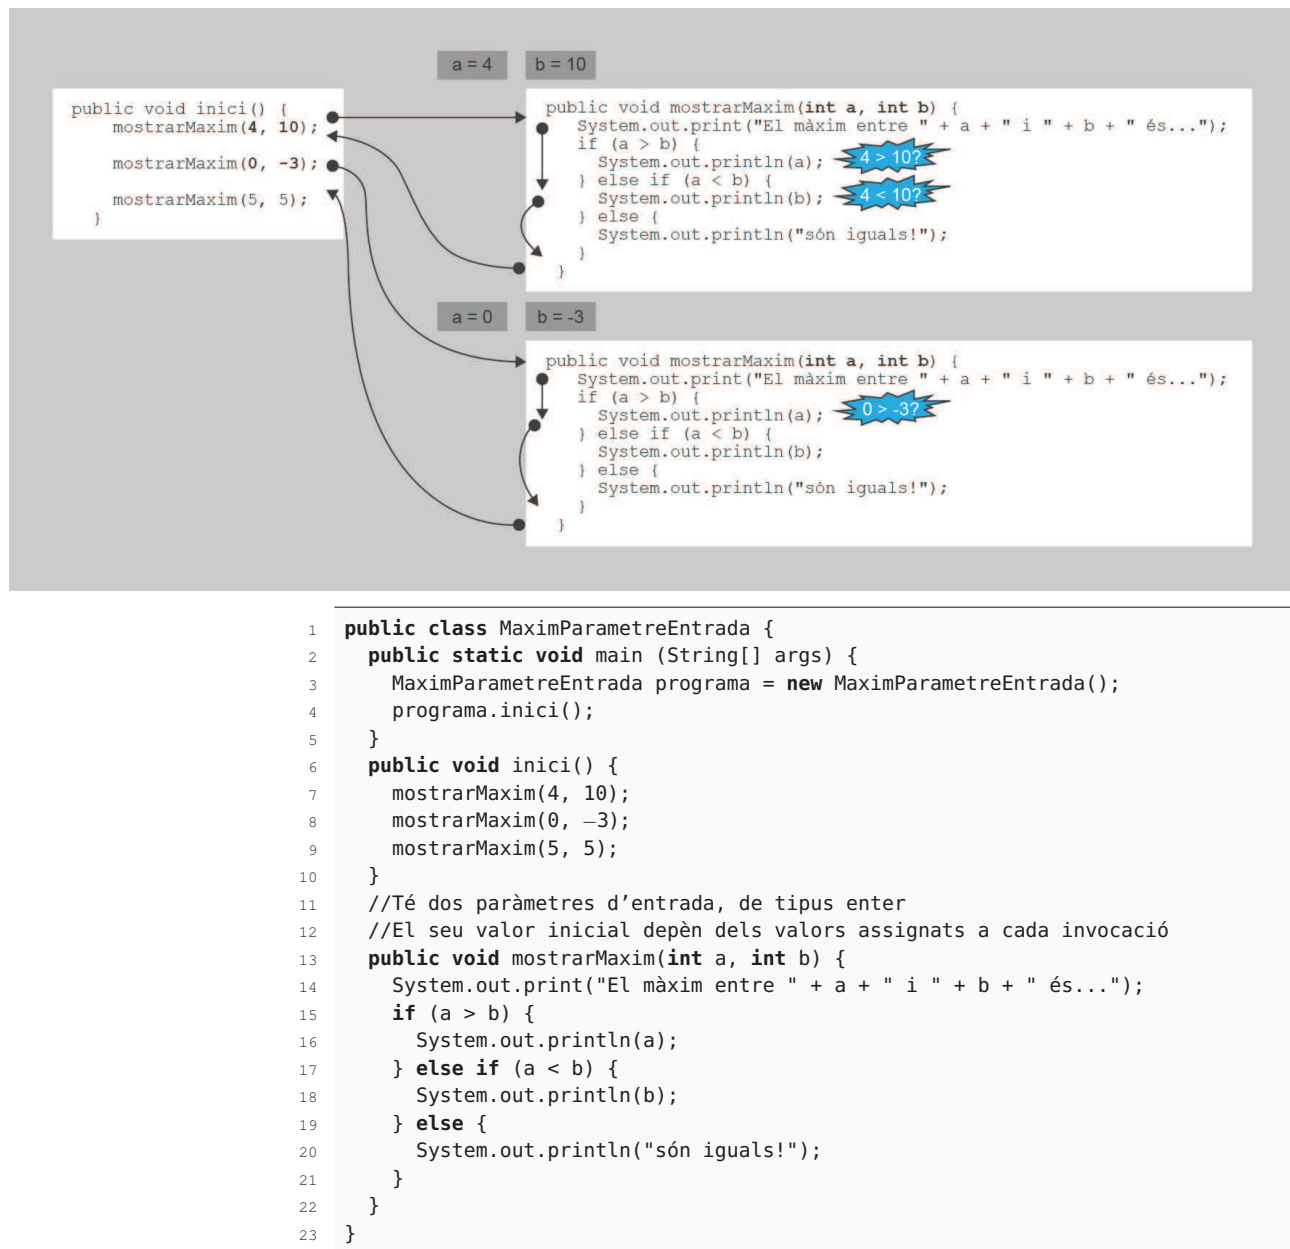 a = 4 b = 10
public void inici() {
mostrarMaxim(4, 10);
mostrarMaxim(0, -3);
mostrarMaxim(5, 5);
}
public void mostrarMaxim(int a, int b) {
System.out.print("El màxim entre " + a + " i " + b + " és...");
if (a > b) {
System.out.println(a); 4 > 10?
} else if (a < b) {
System.out.println(b); 4 < 10?
} else {
System.out.println("són iguals!");
}
}
a = 0 b = -3
public void mostrarMaxim(int a, int b) {
System.out.print("El màxim entre " + a + " i " + b + " és...");
if (a > b) {
System.out.println(a); 0 > -3?
} else if (a < b) {
System.out.println(b);
} else {
System.out.println("són iguals!");
}
}
1 public class MaximParametreEntrada {
2 public static void main (String[] args) {
3 MaximParametreEntrada programa = new MaximParametreEntrada();
4 programa.inici();
5 }
6 public void inici() {
7 mostrarMaxim(4, 10);
8 mostrarMaxim(0, −3);
9 mostrarMaxim(5, 5);
10 }
11 //Té dos paràmetres d’entrada, de tipus enter
12 //El seu valor inicial depèn dels valors assignats a cada invocació
13 public void mostrarMaxim(int a, int b) {
14 System.out.print("El màxim entre " + a + " i " + b + " és...");
15 if (a > b) {
16 System.out.println(a);
17 } else if (a < b) {
18 System.out.println(b);
19 } else {
20 System.out.println("són iguals!");
21 }
22 }
23 }